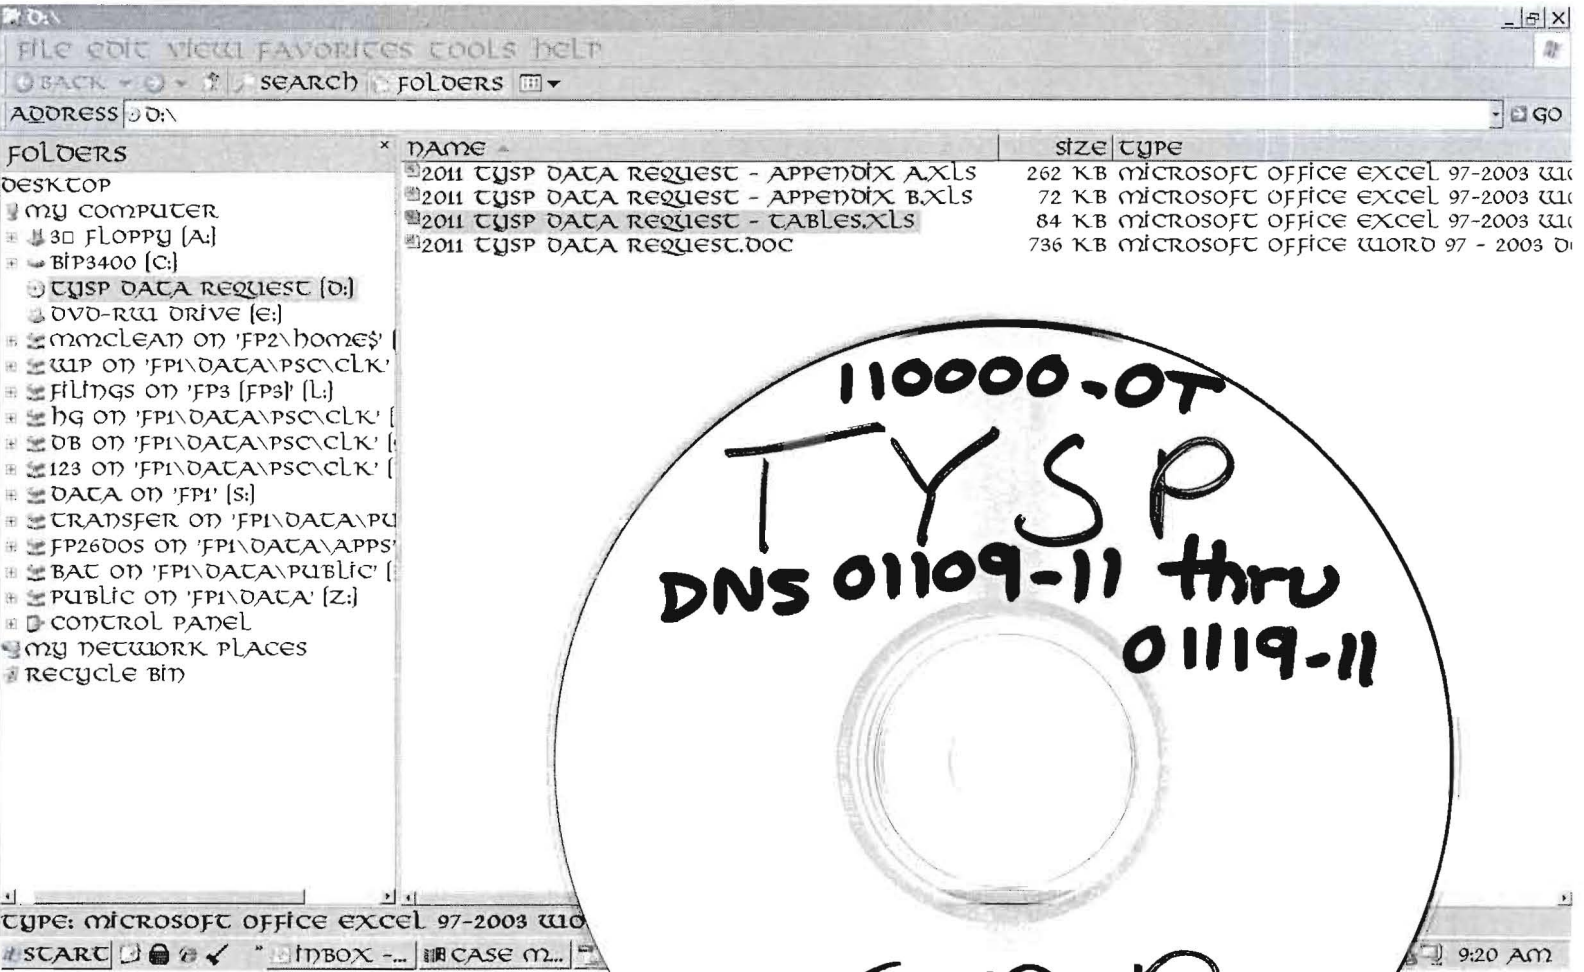 D:\
File Edit View Favorites Tools Help
Back Search Folders
Address D:\ Go
Folders
Name Size Type
Desktop
My Computer
3□ Floppy (A:)
BIP3400 (C:)
TYSP Data Request (D:)
DVD-RW Drive (E:)
mmclean on 'FP2\home$' (
WP on 'FP1\DATA\PSC\CLK'
Filings on 'FP3 (FP3)' (L:)
HG on 'FP1\DATA\PSC\CLK' (
DB on 'FP1\DATA\PSC\CLK' (
123 on 'FP1\DATA\PSC\CLK' (
Data on 'FP1' (S:)
Transfer on 'FP1\DATA\PU
FP26DOS on 'FP1\DATA\APPS'
BAT on 'FP1\DATA\PUBLIC' (
Public on 'FP1\DATA' (Z:)
Control Panel
My Network Places
Recycle Bin
2011 TYSP Data Request - Appendix A.xls 262 KB Microsoft Office Excel 97-2003 Wo
2011 TYSP Data Request - Appendix B.xls 72 KB Microsoft Office Excel 97-2003 Wo
2011 TYSP Data Request - Tables.xls 84 KB Microsoft Office Excel 97-2003 Wo
2011 TYSP Data Request.doc 736 KB Microsoft Office Word 97 - 2003 D
110000-OT
TYSP
DNS 01109-11 thru
01119-11
Type: Microsoft Office Excel 97-2003 Wo
Start Inbox -... Case M... 9:20 AM